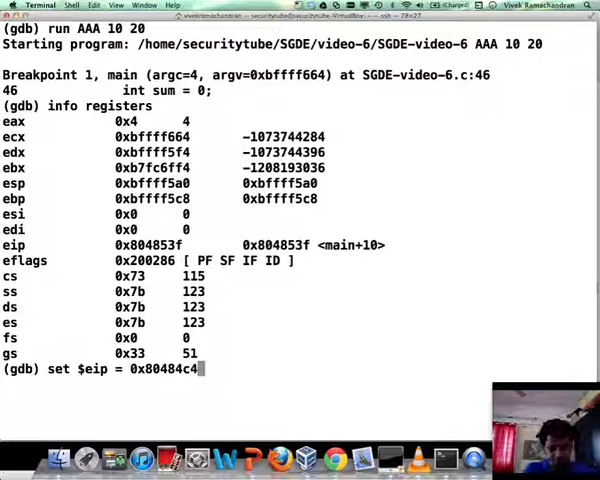 Terminal Shell Edit View Window Help (Charged) Vivek Ramachandran
vivekramachandran — securitytube@securitytube-VirtualBox: ~ — ssh — 78×27
(gdb) run AAA 10 20
Starting program: /home/securitytube/SGDE/video-6/SGDE-video-6 AAA 10 20
Breakpoint 1, main (argc=4, argv=0xbffff664) at SGDE-video-6.c:46
46 int sum = 0;
(gdb) info registers
eax 0x4 4
ecx 0xbffff664 -1073744284
edx 0xbffff5f4 -1073744396
ebx 0xb7fc6ff4 -1208193036
esp 0xbffff5a0 0xbffff5a0
ebp 0xbffff5c8 0xbffff5c8
esi 0x0 0
edi 0x0 0
eip 0x804853f 0x804853f <main+10>
eflags 0x200286 [ PF SF IF ID ]
cs 0x73 115
ss 0x7b 123
ds 0x7b 123
es 0x7b 123
fs 0x0 0
gs 0x33 51
(gdb) set $eip = 0x80484c4